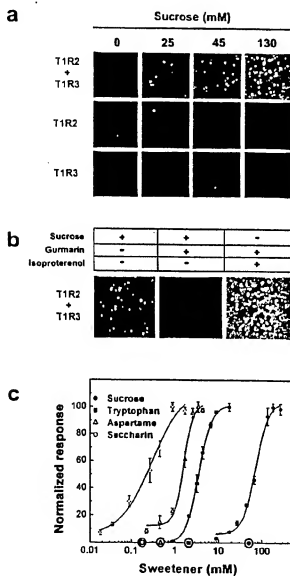 a
Sucrose (mM)
0 25 45 130
T1R2
+
T1R3
T1R2
T1R3
b
Sucrose + + -
Gurmarin - + +
Isoproterenol - - +
T1R2
+
T1R3
c
Normalized response
100
80
60
40
20
0
Sucrose
Tryptophan
Aspartame
Saccharin
0.01 0.1 1 10 100
Sweetener (mM)